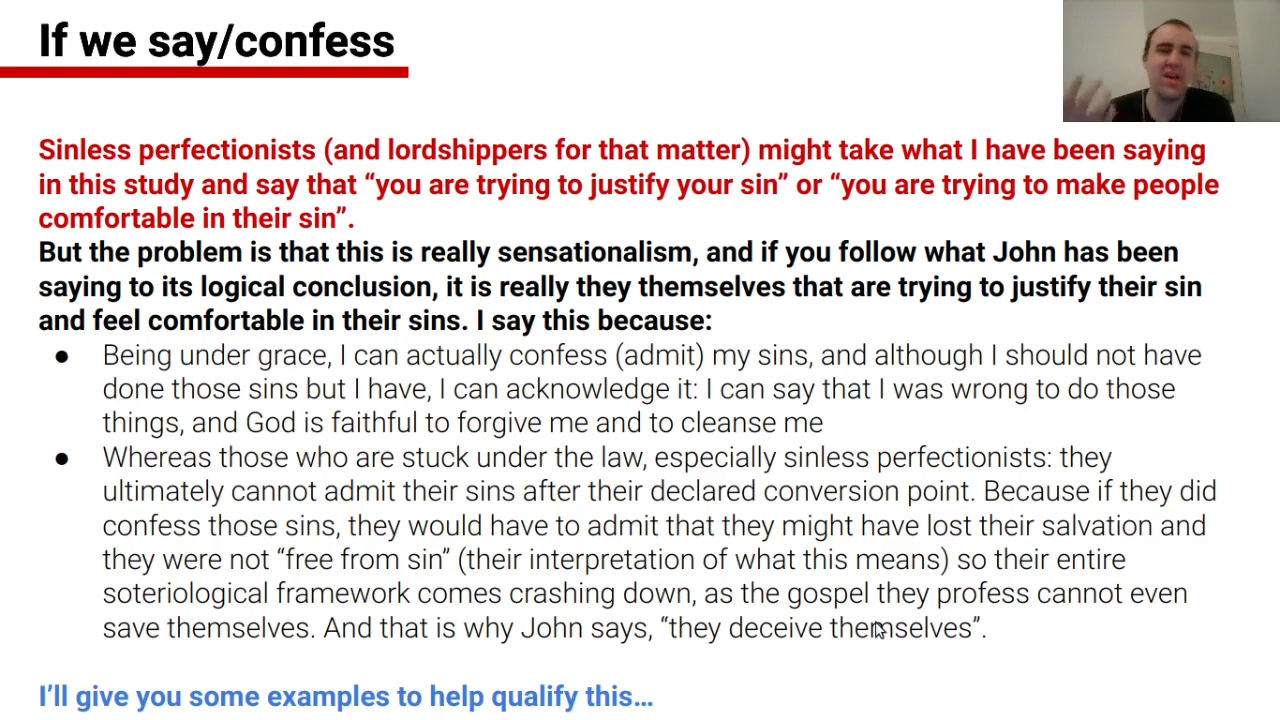 If we say/confess
Sinless perfectionists (and lordshippers for that matter) might take what I have been saying
in this study and say that “you are trying to justify your sin” or “you are trying to make people
comfortable in their sin”.
But the problem is that this is really sensationalism, and if you follow what John has been
saying to its logical conclusion, it is really they themselves that are trying to justify their sin
and feel comfortable in their sins. I say this because:
● Being under grace, I can actually confess (admit) my sins, and although I should not have
done those sins but I have, I can acknowledge it: I can say that I was wrong to do those
things, and God is faithful to forgive me and to cleanse me
● Whereas those who are stuck under the law, especially sinless perfectionists: they
ultimately cannot admit their sins after their declared conversion point. Because if they did
confess those sins, they would have to admit that they might have lost their salvation and
they were not “free from sin” (their interpretation of what this means) so their entire
soteriological framework comes crashing down, as the gospel they profess cannot even
save themselves. And that is why John says, “they deceive themselves”.
I’ll give you some examples to help qualify this…